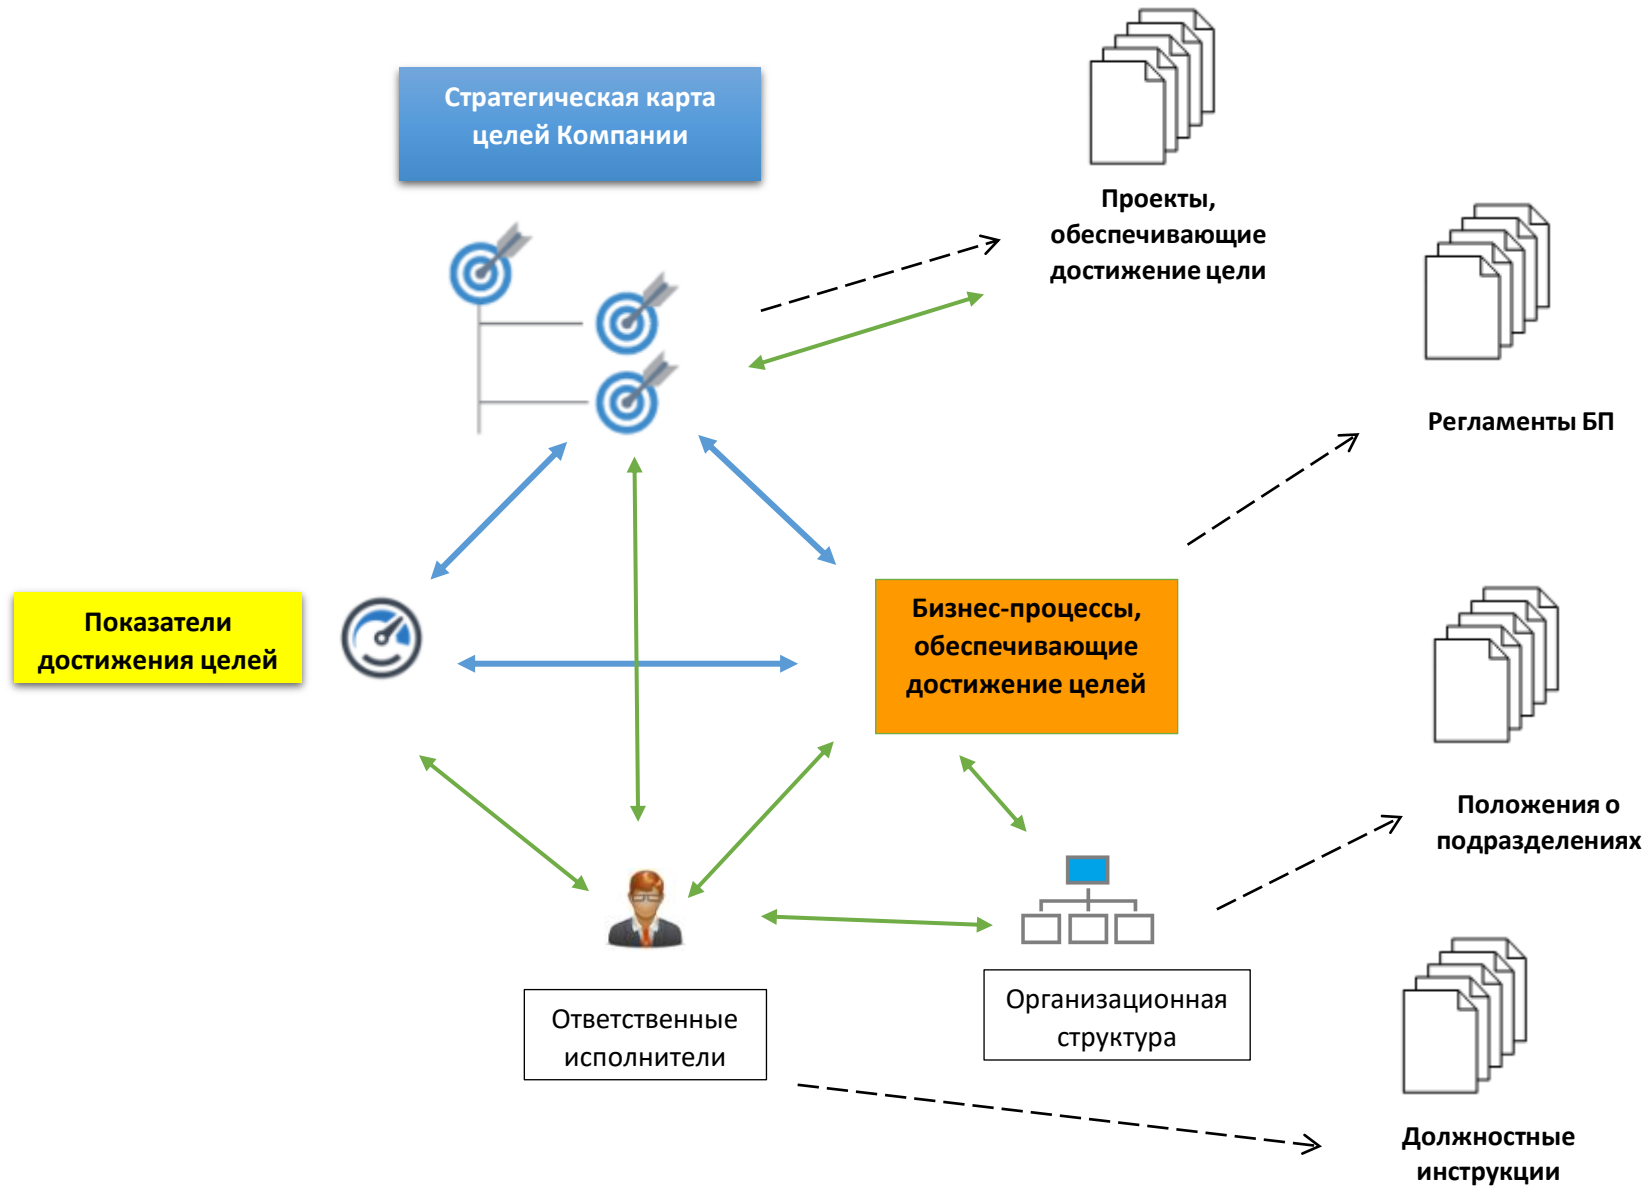 Стратегическая карта
целей Компании
Проекты,
обеспечивающие
достижение цели
Регламенты БП
Показатели
достижения целей
Бизнес-процессы,
обеспечивающие
достижение целей
Положения о
подразделениях
Ответственные
исполнители
Организационная
структура
Должностные
инструкции